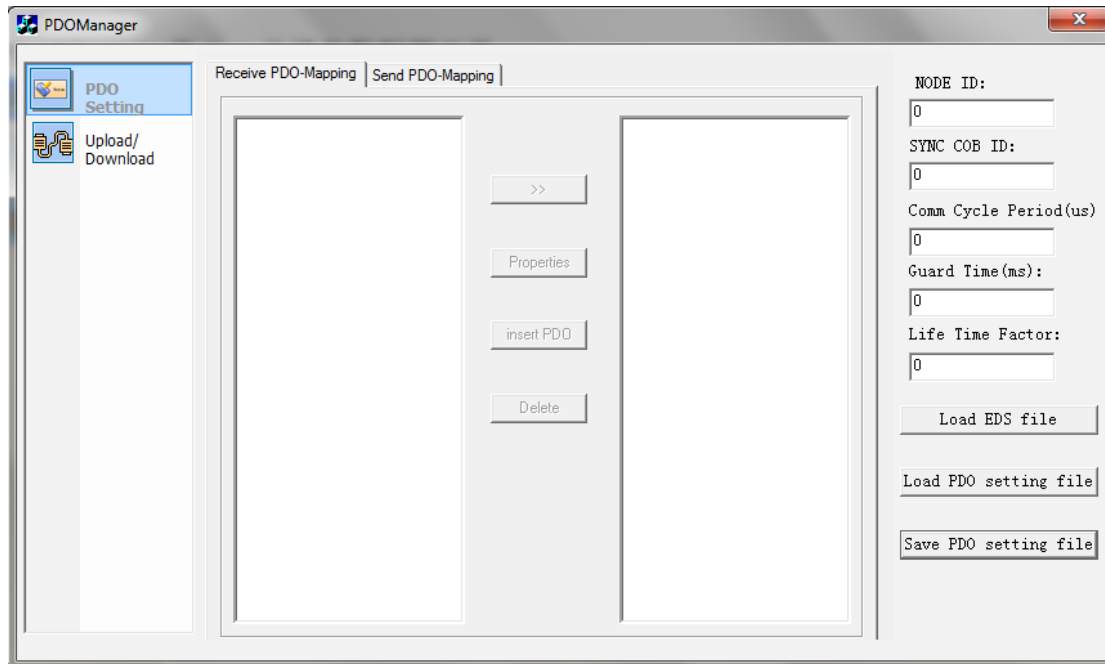 PDOManager
PDO
Setting
Upload/
Download
Receive PDO-Mapping
Send PDO-Mapping
>>
Properties
insert PDO
Delete
NODE ID:
0
SYNC COB ID:
0
Comm Cycle Period(us)
0
Guard Time(ms):
0
Life Time Factor:
0
Load EDS file
Load PDO setting file
Save PDO setting file